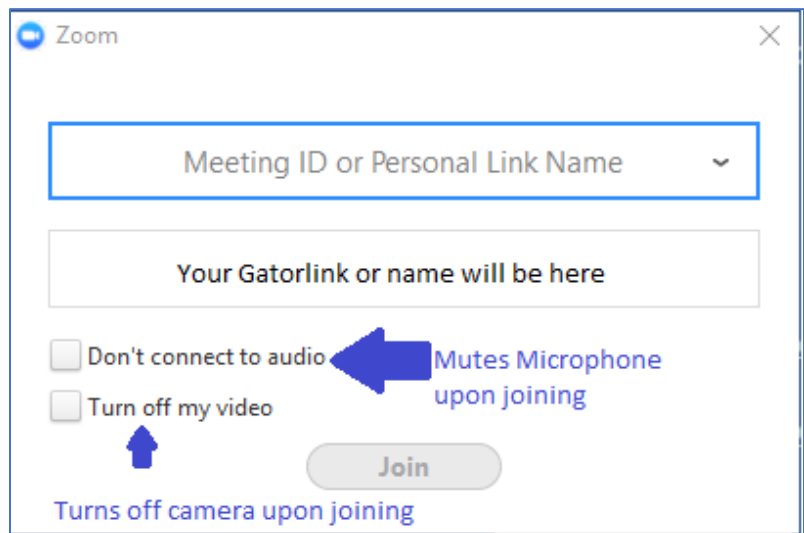 Zoom
Meeting ID or Personal Link Name
Your Gatorlink or name will be here
Don't connect to audio
Mutes Microphone
upon joining
Turn off my video
Join
Turns off camera upon joining